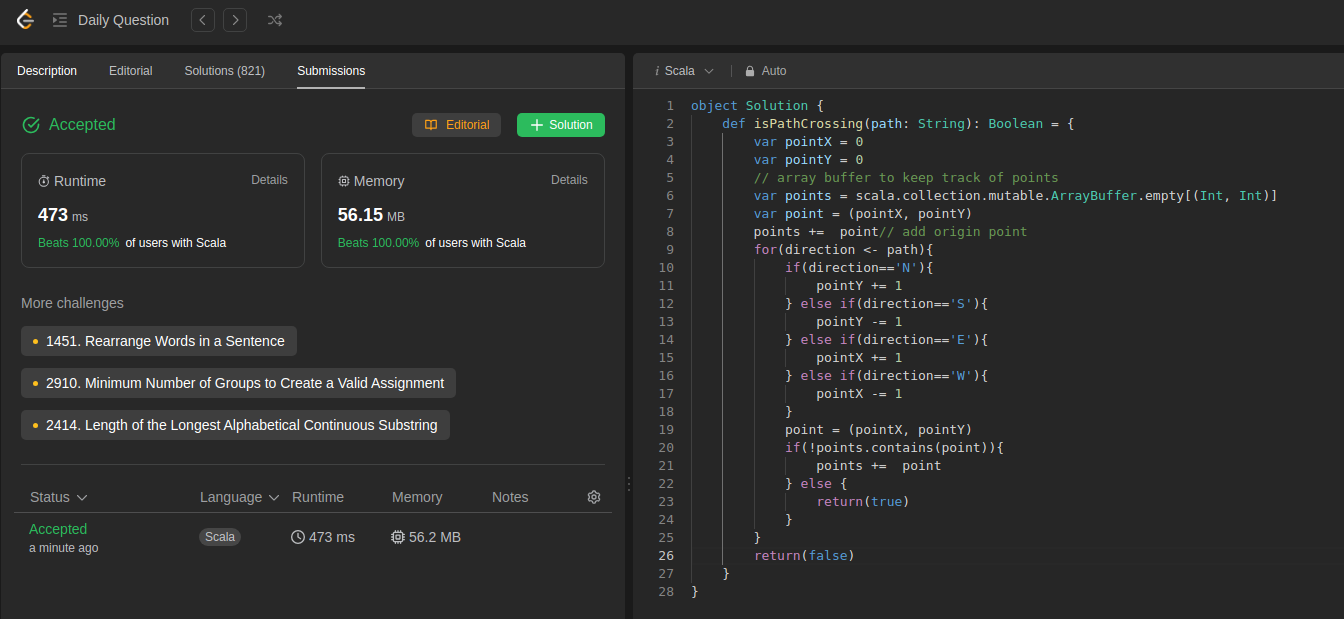 Daily Question
Description Editorial Solutions (821) Submissions
Accepted
Editorial
Solution
Runtime Details
473 ms
Beats 100.00% of users with Scala
Memory Details
56.15 MB
Beats 100.00% of users with Scala
More challenges
1451. Rearrange Words in a Sentence
2910. Minimum Number of Groups to Create a Valid Assignment
2414. Length of the Longest Alphabetical Continuous Substring
Status Language Runtime Memory Notes
Accepted
a minute ago
Scala 473 ms 56.2 MB
i Scala Auto
1 object Solution {
2     def isPathCrossing(path: String): Boolean = {
3         var pointX = 0
4         var pointY = 0
5         // array buffer to keep track of points
6         var points = scala.collection.mutable.ArrayBuffer.empty[(Int, Int)]
7         var point = (pointX, pointY)
8         points +=  point// add origin point
9         for(direction <- path){
10             if(direction=='N'){
11                 pointY += 1
12             } else if(direction=='S'){
13                 pointY -= 1
14             } else if(direction=='E'){
15                 pointX += 1
16             } else if(direction=='W'){
17                 pointX -= 1
18             }
19             point = (pointX, pointY)
20             if(!points.contains(point)){
21                 points +=  point
22             } else {
23                 return(true)
24             }
25         }
26         return(false)
27     }
28 }